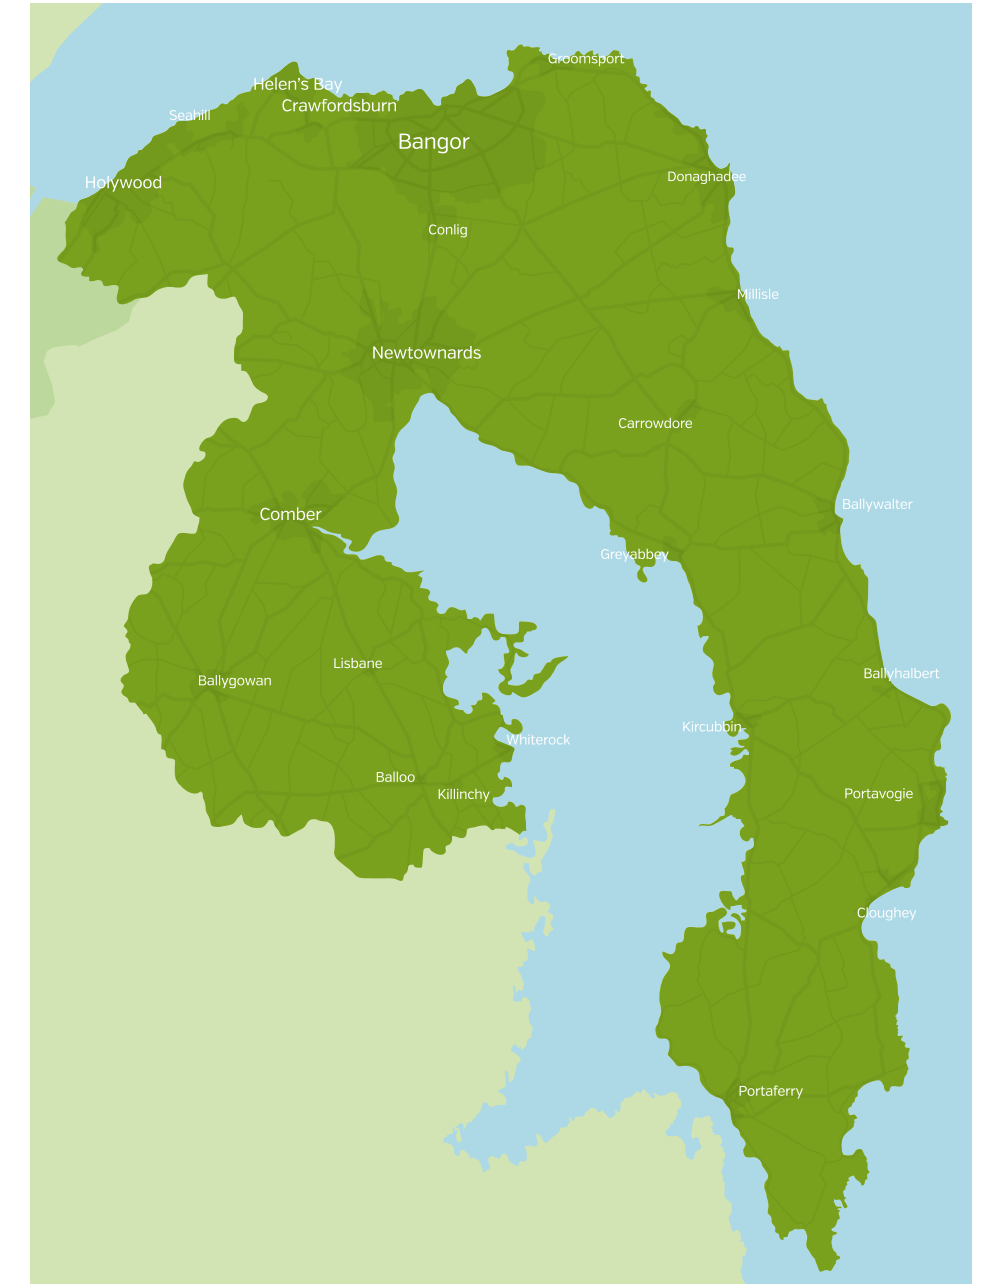 Groomsport
Helen's Bay
Crawfordsburn
Seahill
Bangor
Donaghadee
Holywood
Conlig
Millisle
Newtownards
Carrowdore
Ballywalter
Comber
Greyabbey
Lisbane
Ballyhalbert
Ballygowan
Kircubbin
Whiterock
Balloo
Killinchy
Portavogie
Cloughey
Portaferry